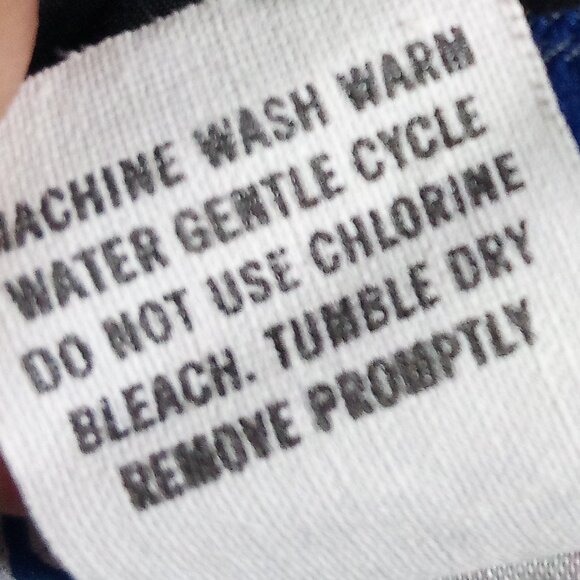 MACHINE WASH WARM
WATER GENTLE CYCLE
DO NOT USE CHLORINE
BLEACH. TUMBLE DRY
REMOVE PROMPTLY